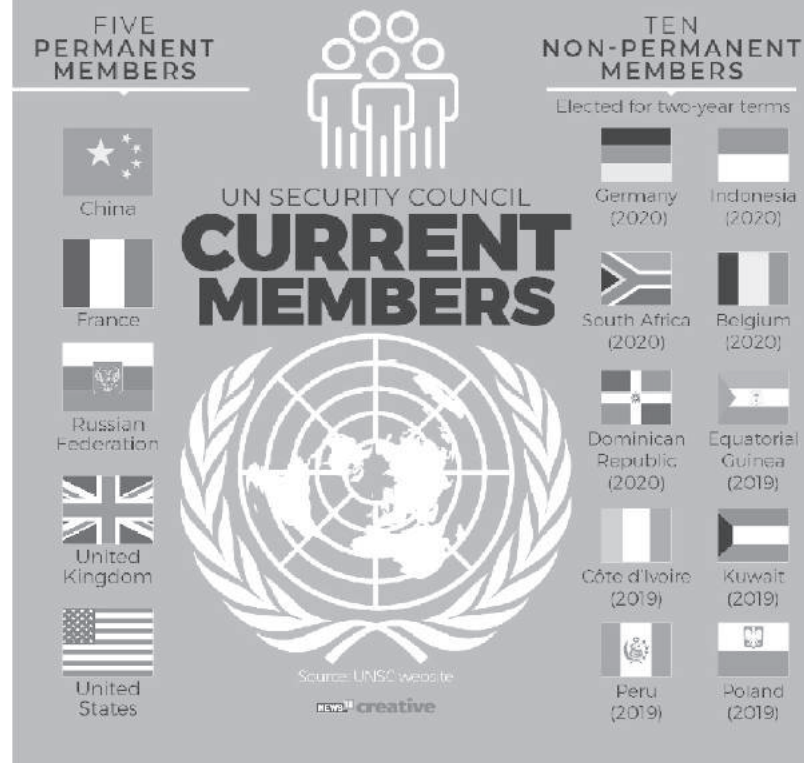 FIVE
PERMANENT
MEMBERS
China
France
Russian
Federation
United
Kingdom
United
States
UN SECURITY COUNCIL
CURRENT
MEMBERS
Source: UNSC website
NEWS18 creative
TEN
NON-PERMANENT
MEMBERS
Elected for two-year terms
Germany
(2020)
Indonesia
(2020)
South Africa
(2020)
Belgium
(2020)
Dominican
Republic
(2020)
Equatorial
Guinea
(2019)
Côte d'Ivoire
(2019)
Kuwait
(2019)
Peru
(2019)
Poland
(2019)